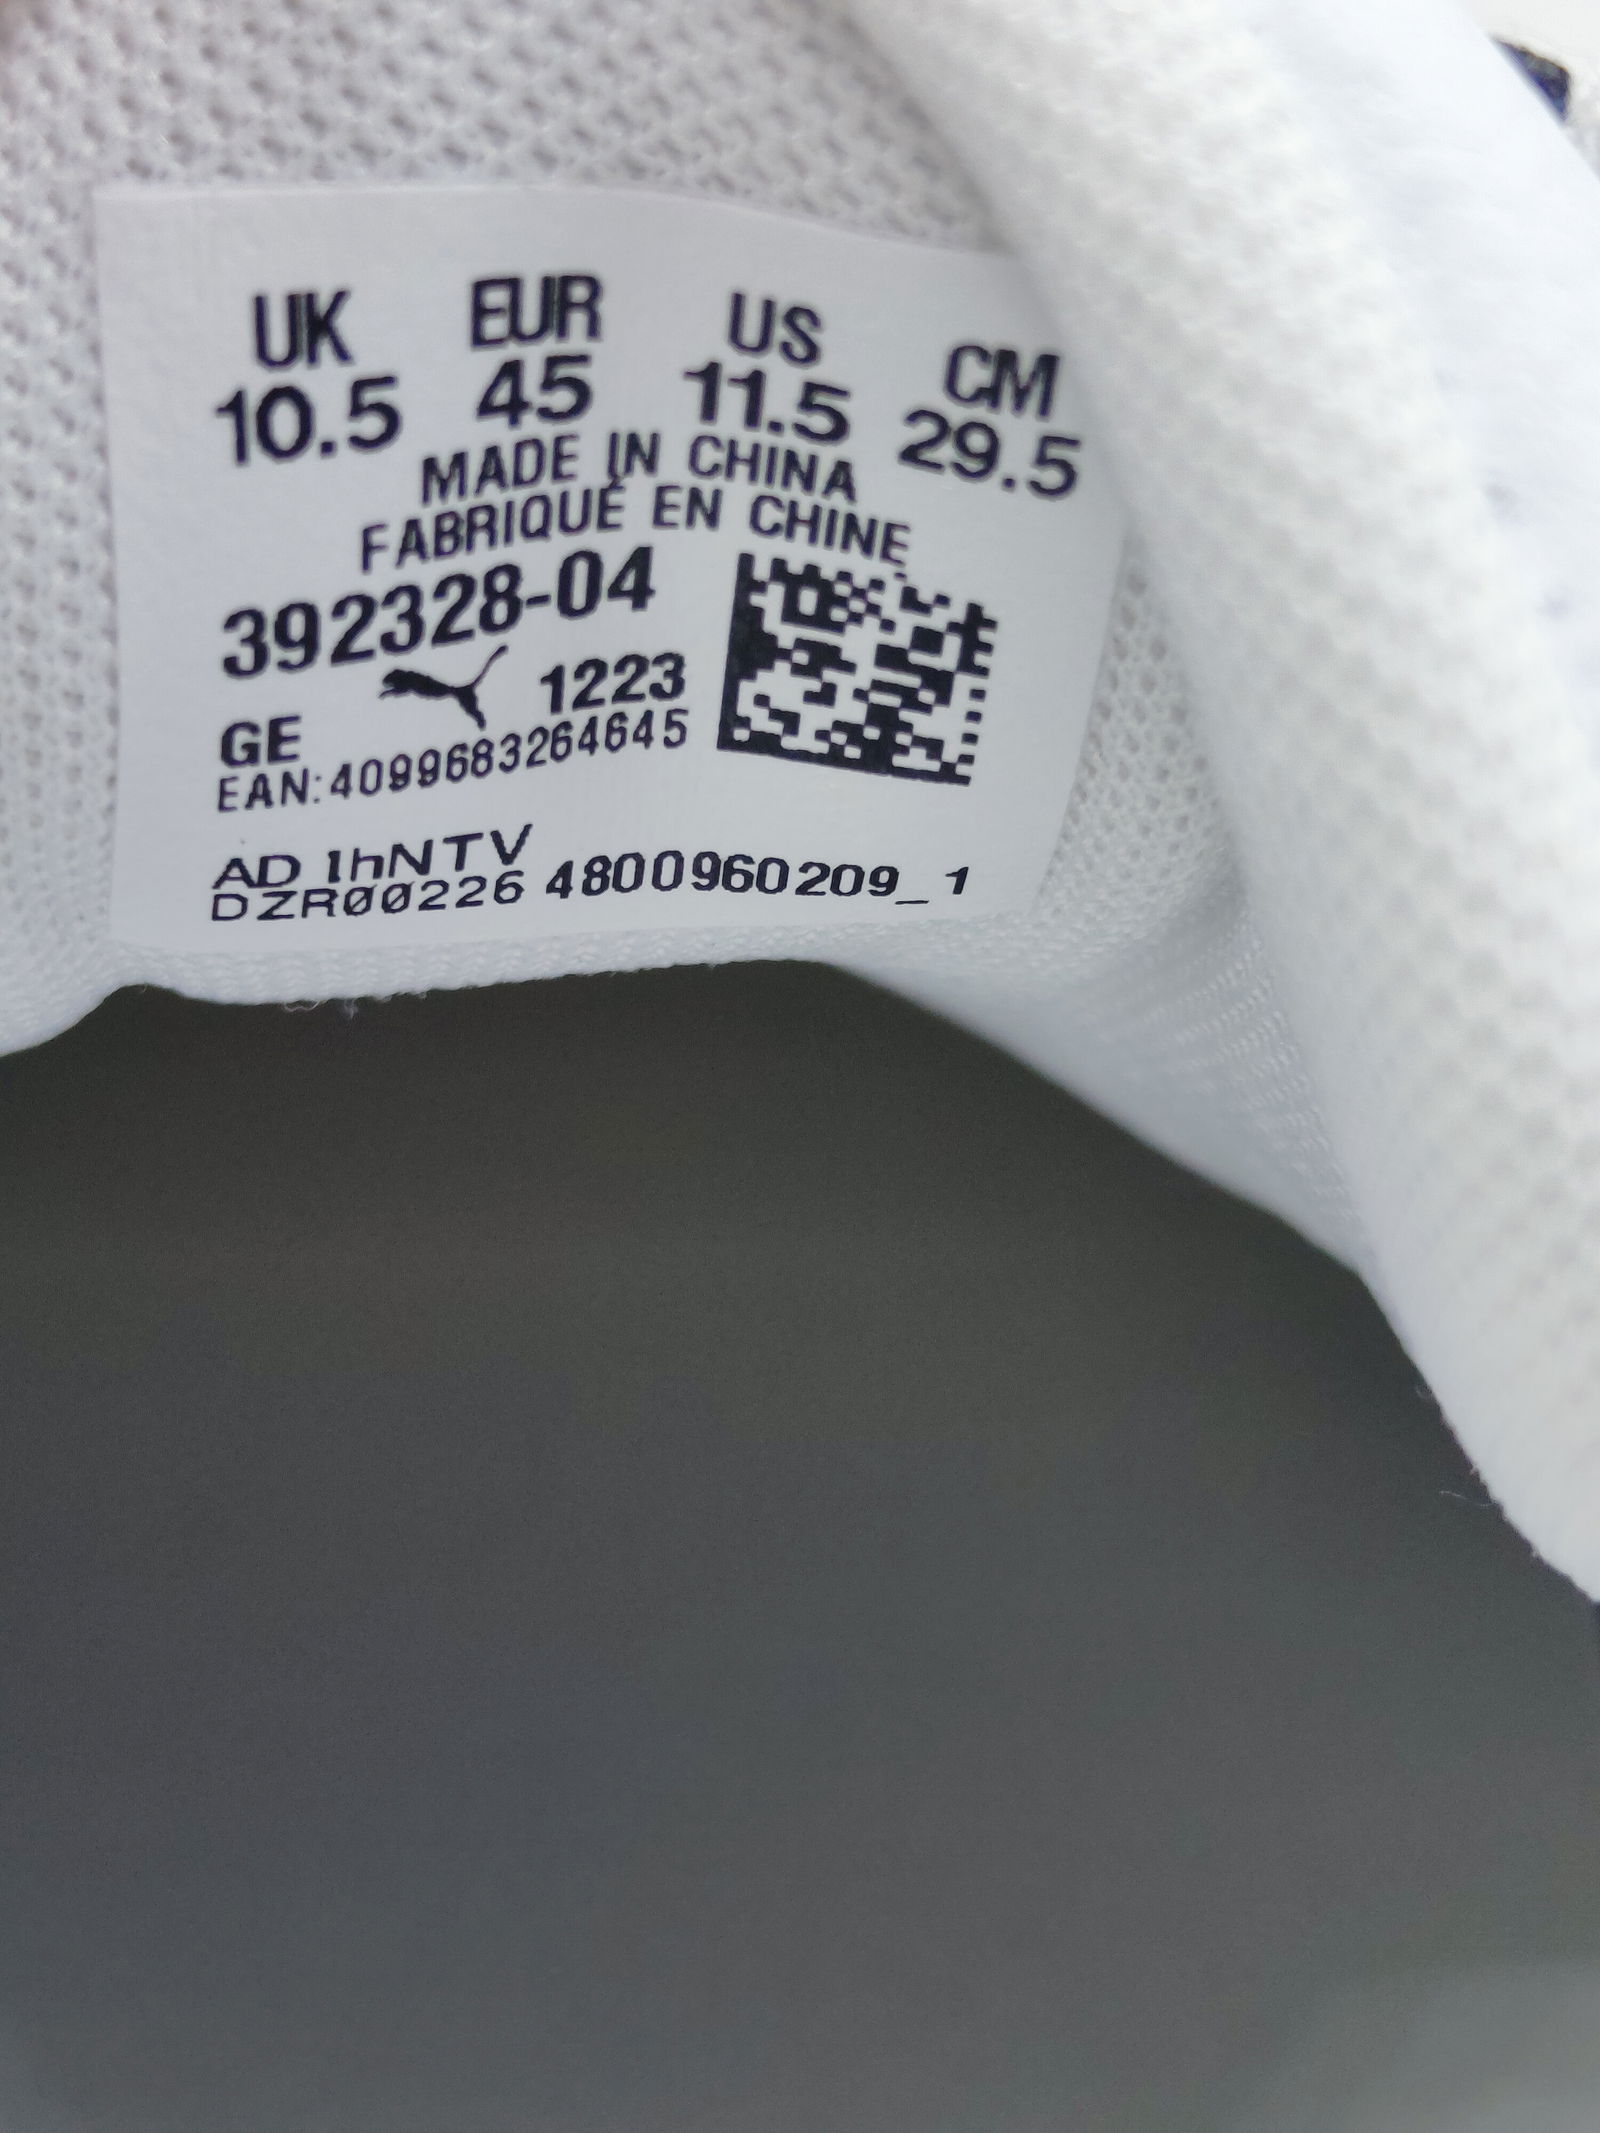 UK EUR US CM
10.5 45 11.5 29.5
MADE IN CHINA
FABRIQUÉ EN CHINE
392328-04
1223
GE
EAN:4099683264645
AD 1hNTV
DZR00226 4800960209_1